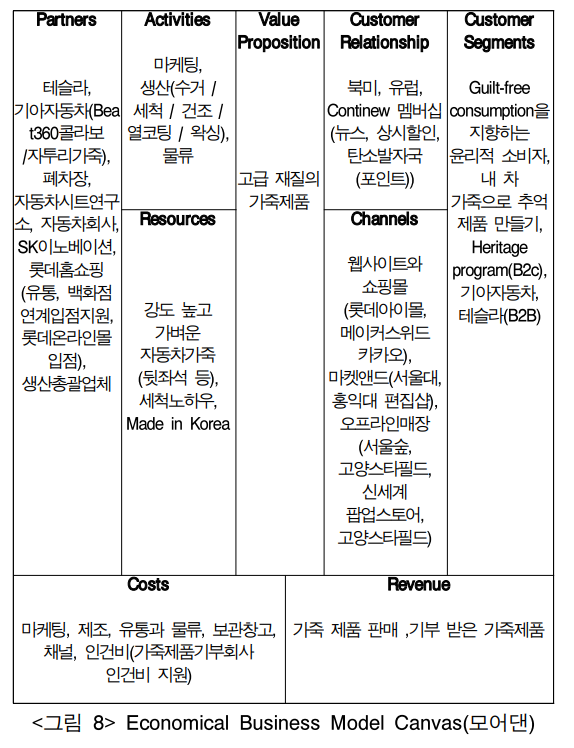 Partners
테슬라,
기아자동차(Bea
t360콜라보
/자투리가죽),
폐차장,
자동차시트연구
소, 자동차회사,
SK이노베이션,
롯데홈쇼핑
(유통, 백화점
연계입점지원,
롯데온라인몰
입점),
생산총괄업체
Activities
마케팅,
생산(수거 /
세척 / 건조 /
열코팅 / 왁싱),
물류
Resources
강도 높고
가벼운
자동차가죽
(뒷좌석 등),
세척노하우,
Made in Korea
Value
Proposition
고급 재질의
가죽제품
Customer
Relationship
북미, 유럽,
Continew 멤버십
(뉴스, 상시할인,
탄소발자국
(포인트))
Channels
웹사이트와
쇼핑몰
(롯데아이몰,
메이커스위드
카카오),
마켓앤드(서울대,
홍익대 편집샵),
오프라인매장
(서울숲,
고양스타필드,
신세계
팝업스토어,
고양스타필드)
Customer
Segments
Guilt-free
consumption을
지향하는
윤리적 소비자,
내 차
가죽으로 추억
제품 만들기,
Heritage
program(B2c),
기아자동차,
테슬라(B2B)
Costs
마케팅, 제조, 유통과 물류, 보관창고,
채널, 인건비(가죽제품기부회사
인건비 지원)
Revenue
가죽 제품 판매 ,기부 받은 가죽제품
<그림 8> Economical Business Model Canvas(모어댄)